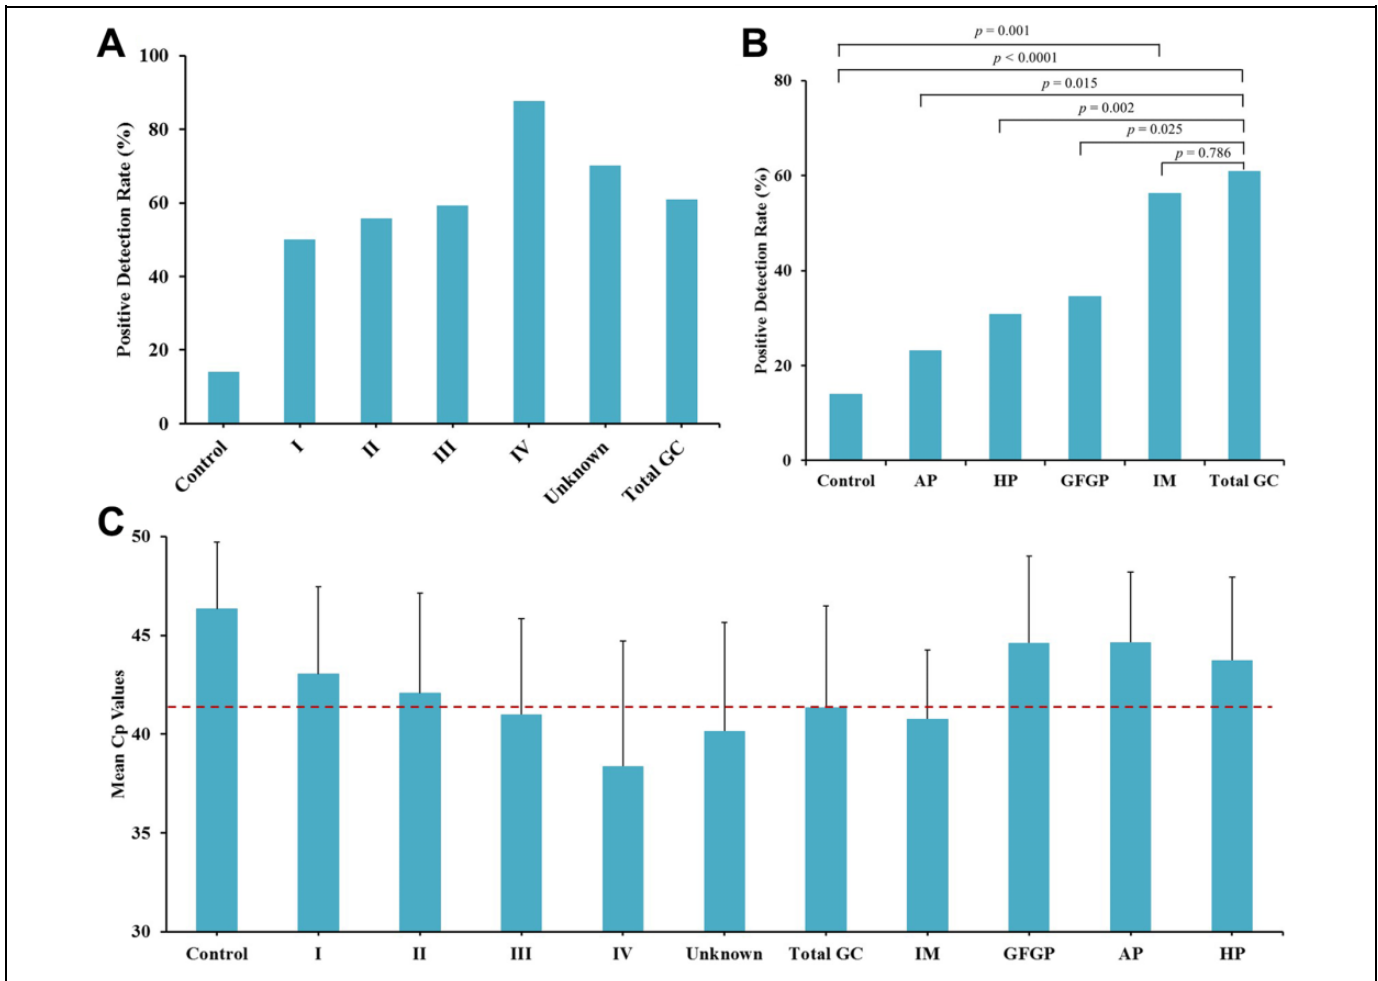 A
Positive Detection Rate (%)
100
80
60
40
20
0
Control
I
II
III
IV
Unknown
Total GC
B
p = 0.001
p < 0.0001
p = 0.015
p = 0.002
p = 0.025
p = 0.786
Positive Detection Rate (%)
80
60
40
20
0
Control AP HP GFGP IM Total GC
C
Mean Cp Values
50
45
40
35
30
Control I II III IV Unknown Total GC IM GFGP AP HP